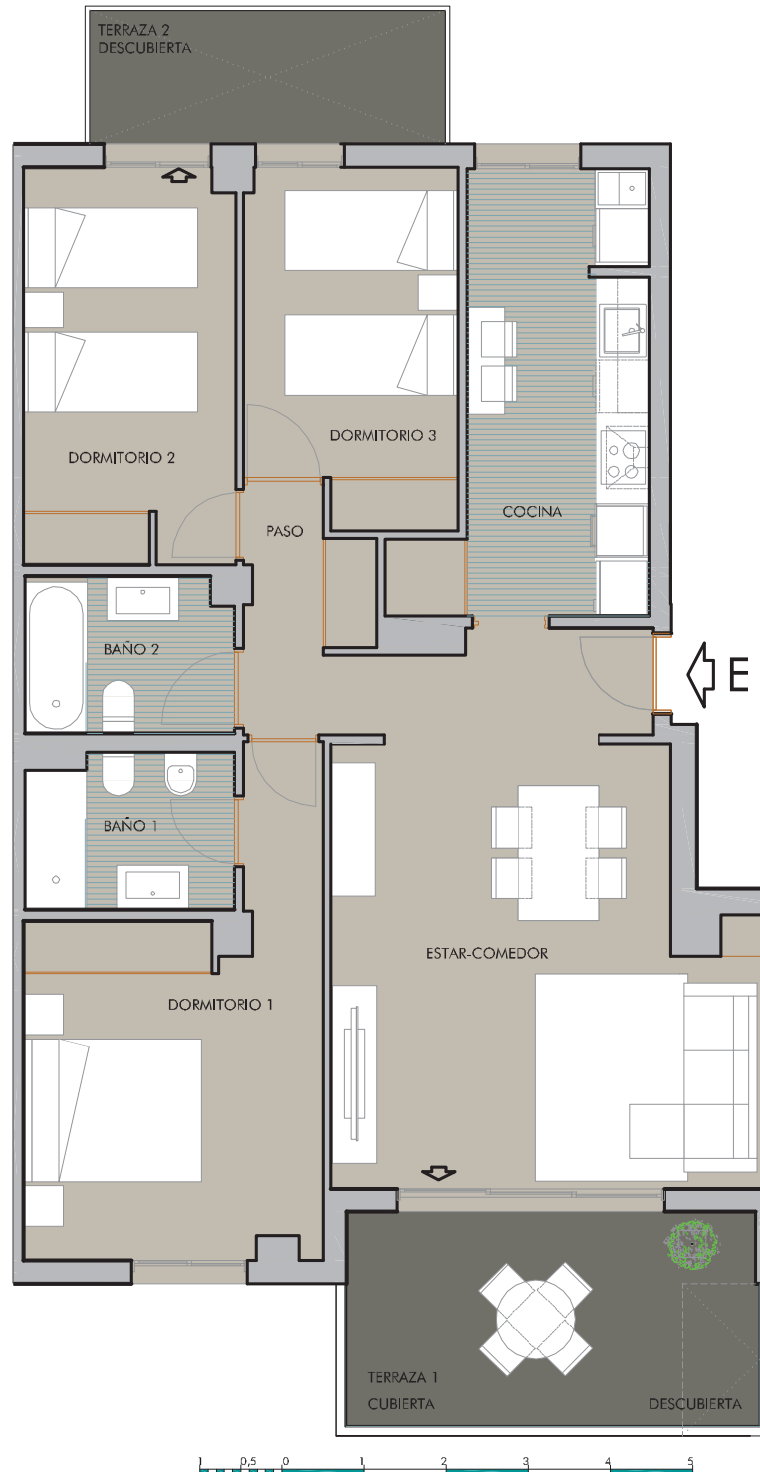 TERRAZA 2
DESCUBIERTA
DORMITORIO 3
DORMITORIO 2
COCINA
PASO
BAÑO 2
E
BAÑO 1
ESTAR-COMEDOR
DORMITORIO 1
TERRAZA 1
CUBIERTA
DESCUBIERTA
1 0,5 0 1 2 3 4 5